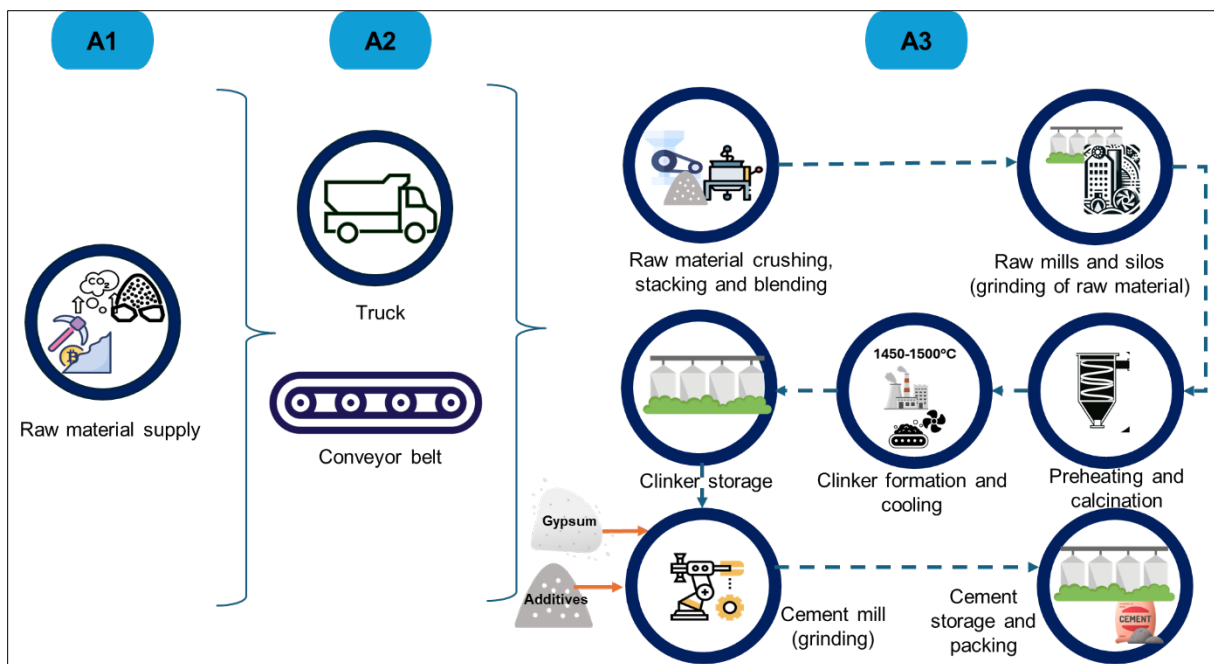 A1
A2
A3
CO₂
Raw material supply
Truck
Conveyor belt
Raw material crushing,
stacking and blending
Raw mills and silos
(grinding of raw material)
1450-1500°C
Clinker storage
Clinker formation and
cooling
Preheating and
calcination
Gypsum
Additives
Cement mill
(grinding)
Cement
storage and
packing
CEMENT